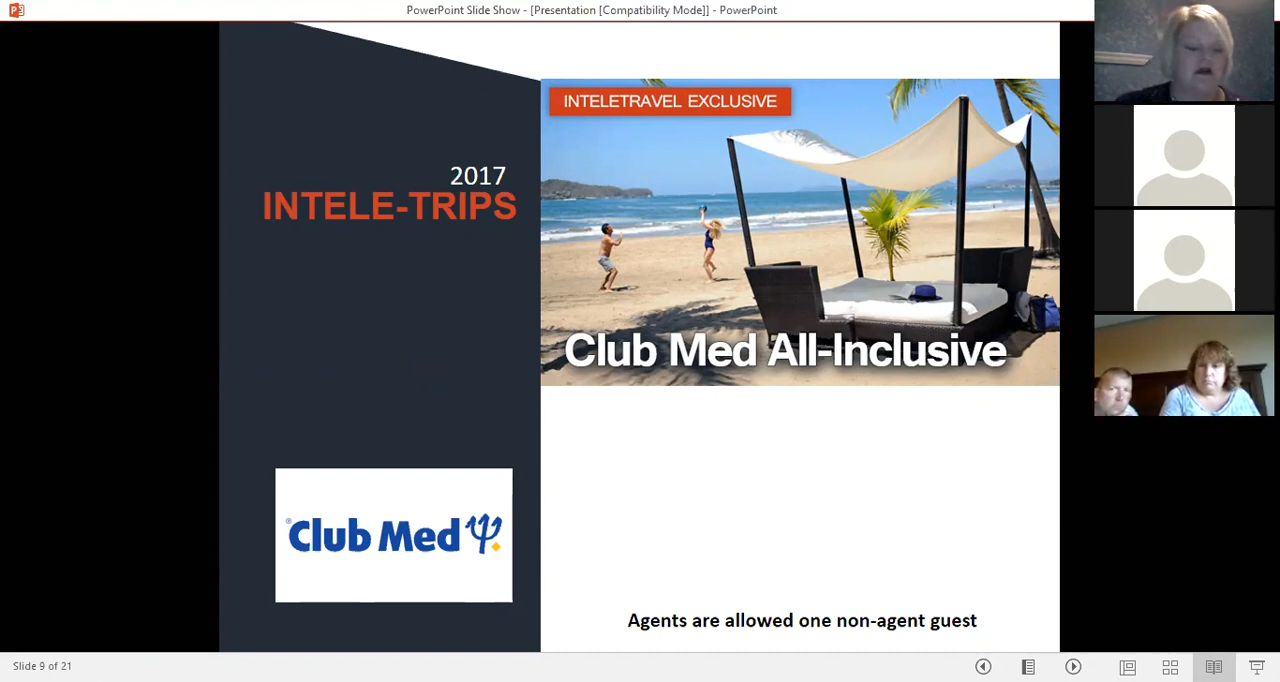 PowerPoint Slide Show - [Presentation [Compatibility Mode]] - PowerPoint
INTELETRAVEL EXCLUSIVE
2017
INTELE-TRIPS
Club Med All-Inclusive
®Club Med
Agents are allowed one non-agent guest
Slide 9 of 21